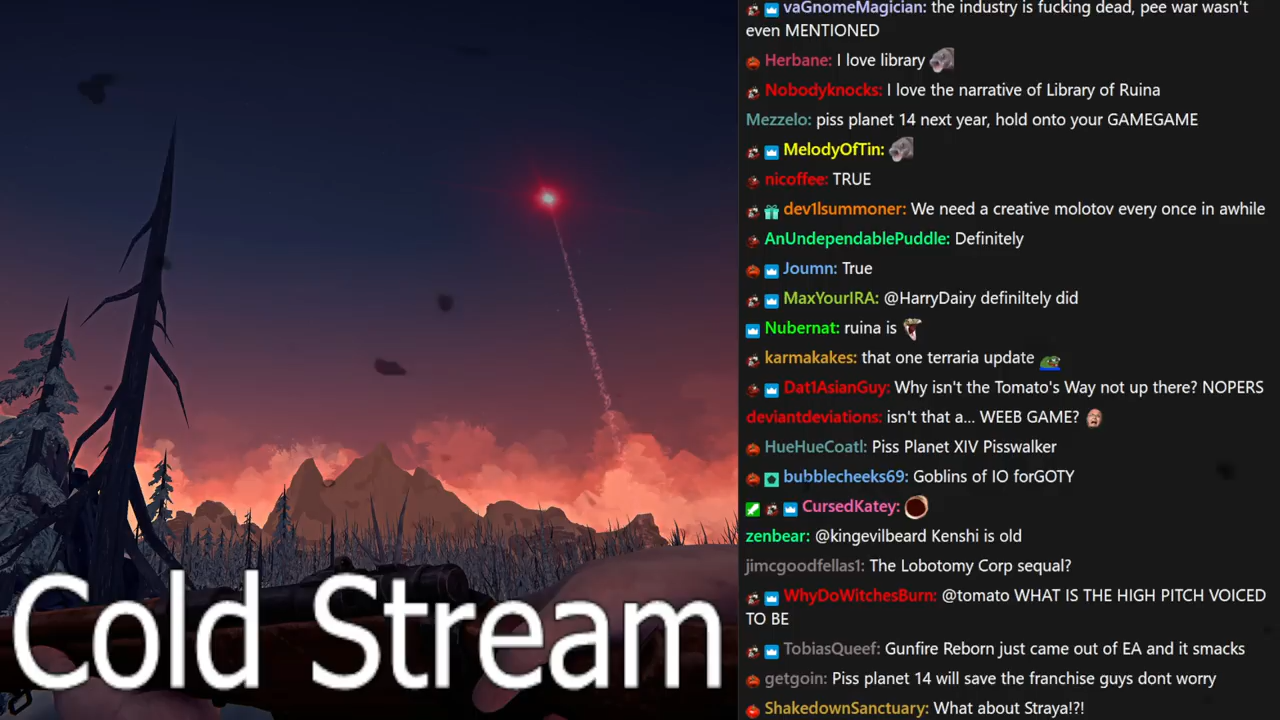 vaGnomeMagician: the industry is fucking dead, pee war wasn't
even MENTIONED
Herbane: I love library
Nobodyknocks: I love the narrative of Library of Ruina
Mezzelo: piss planet 14 next year, hold onto your GAMEGAME
MelodyOfTin:
nicoffee: TRUE
dev1lsummoner: We need a creative molotov every once in awhile
AnUndependablePuddle: Definitely
Joumn: True
MaxYourIRA: @HarryDairy definiltely did
Nubernat: ruina is
karmakakes: that one terraria update
Dat1AsianGuy: Why isn't the Tomato's Way not up there? NOPERS
deviantdeviations: isn't that a... WEEB GAME?
HueHueCoatl: Piss Planet XIV Pisswalker
bubblecheeks69: Goblins of IO forGOTY
CursedKatey:
zenbear: @kingevilbeard Kenshi is old
jimcgoodfellas1: The Lobotomy Corp sequal?
WhyDoWitchesBurn: @tomato WHAT IS THE HIGH PITCH VOICED
TO BE
TobiasQueef: Gunfire Reborn just came out of EA and it smacks
getgoin: Piss planet 14 will save the franchise guys dont worry
ShakedownSanctuary: What about Straya!?!
Cold Stream